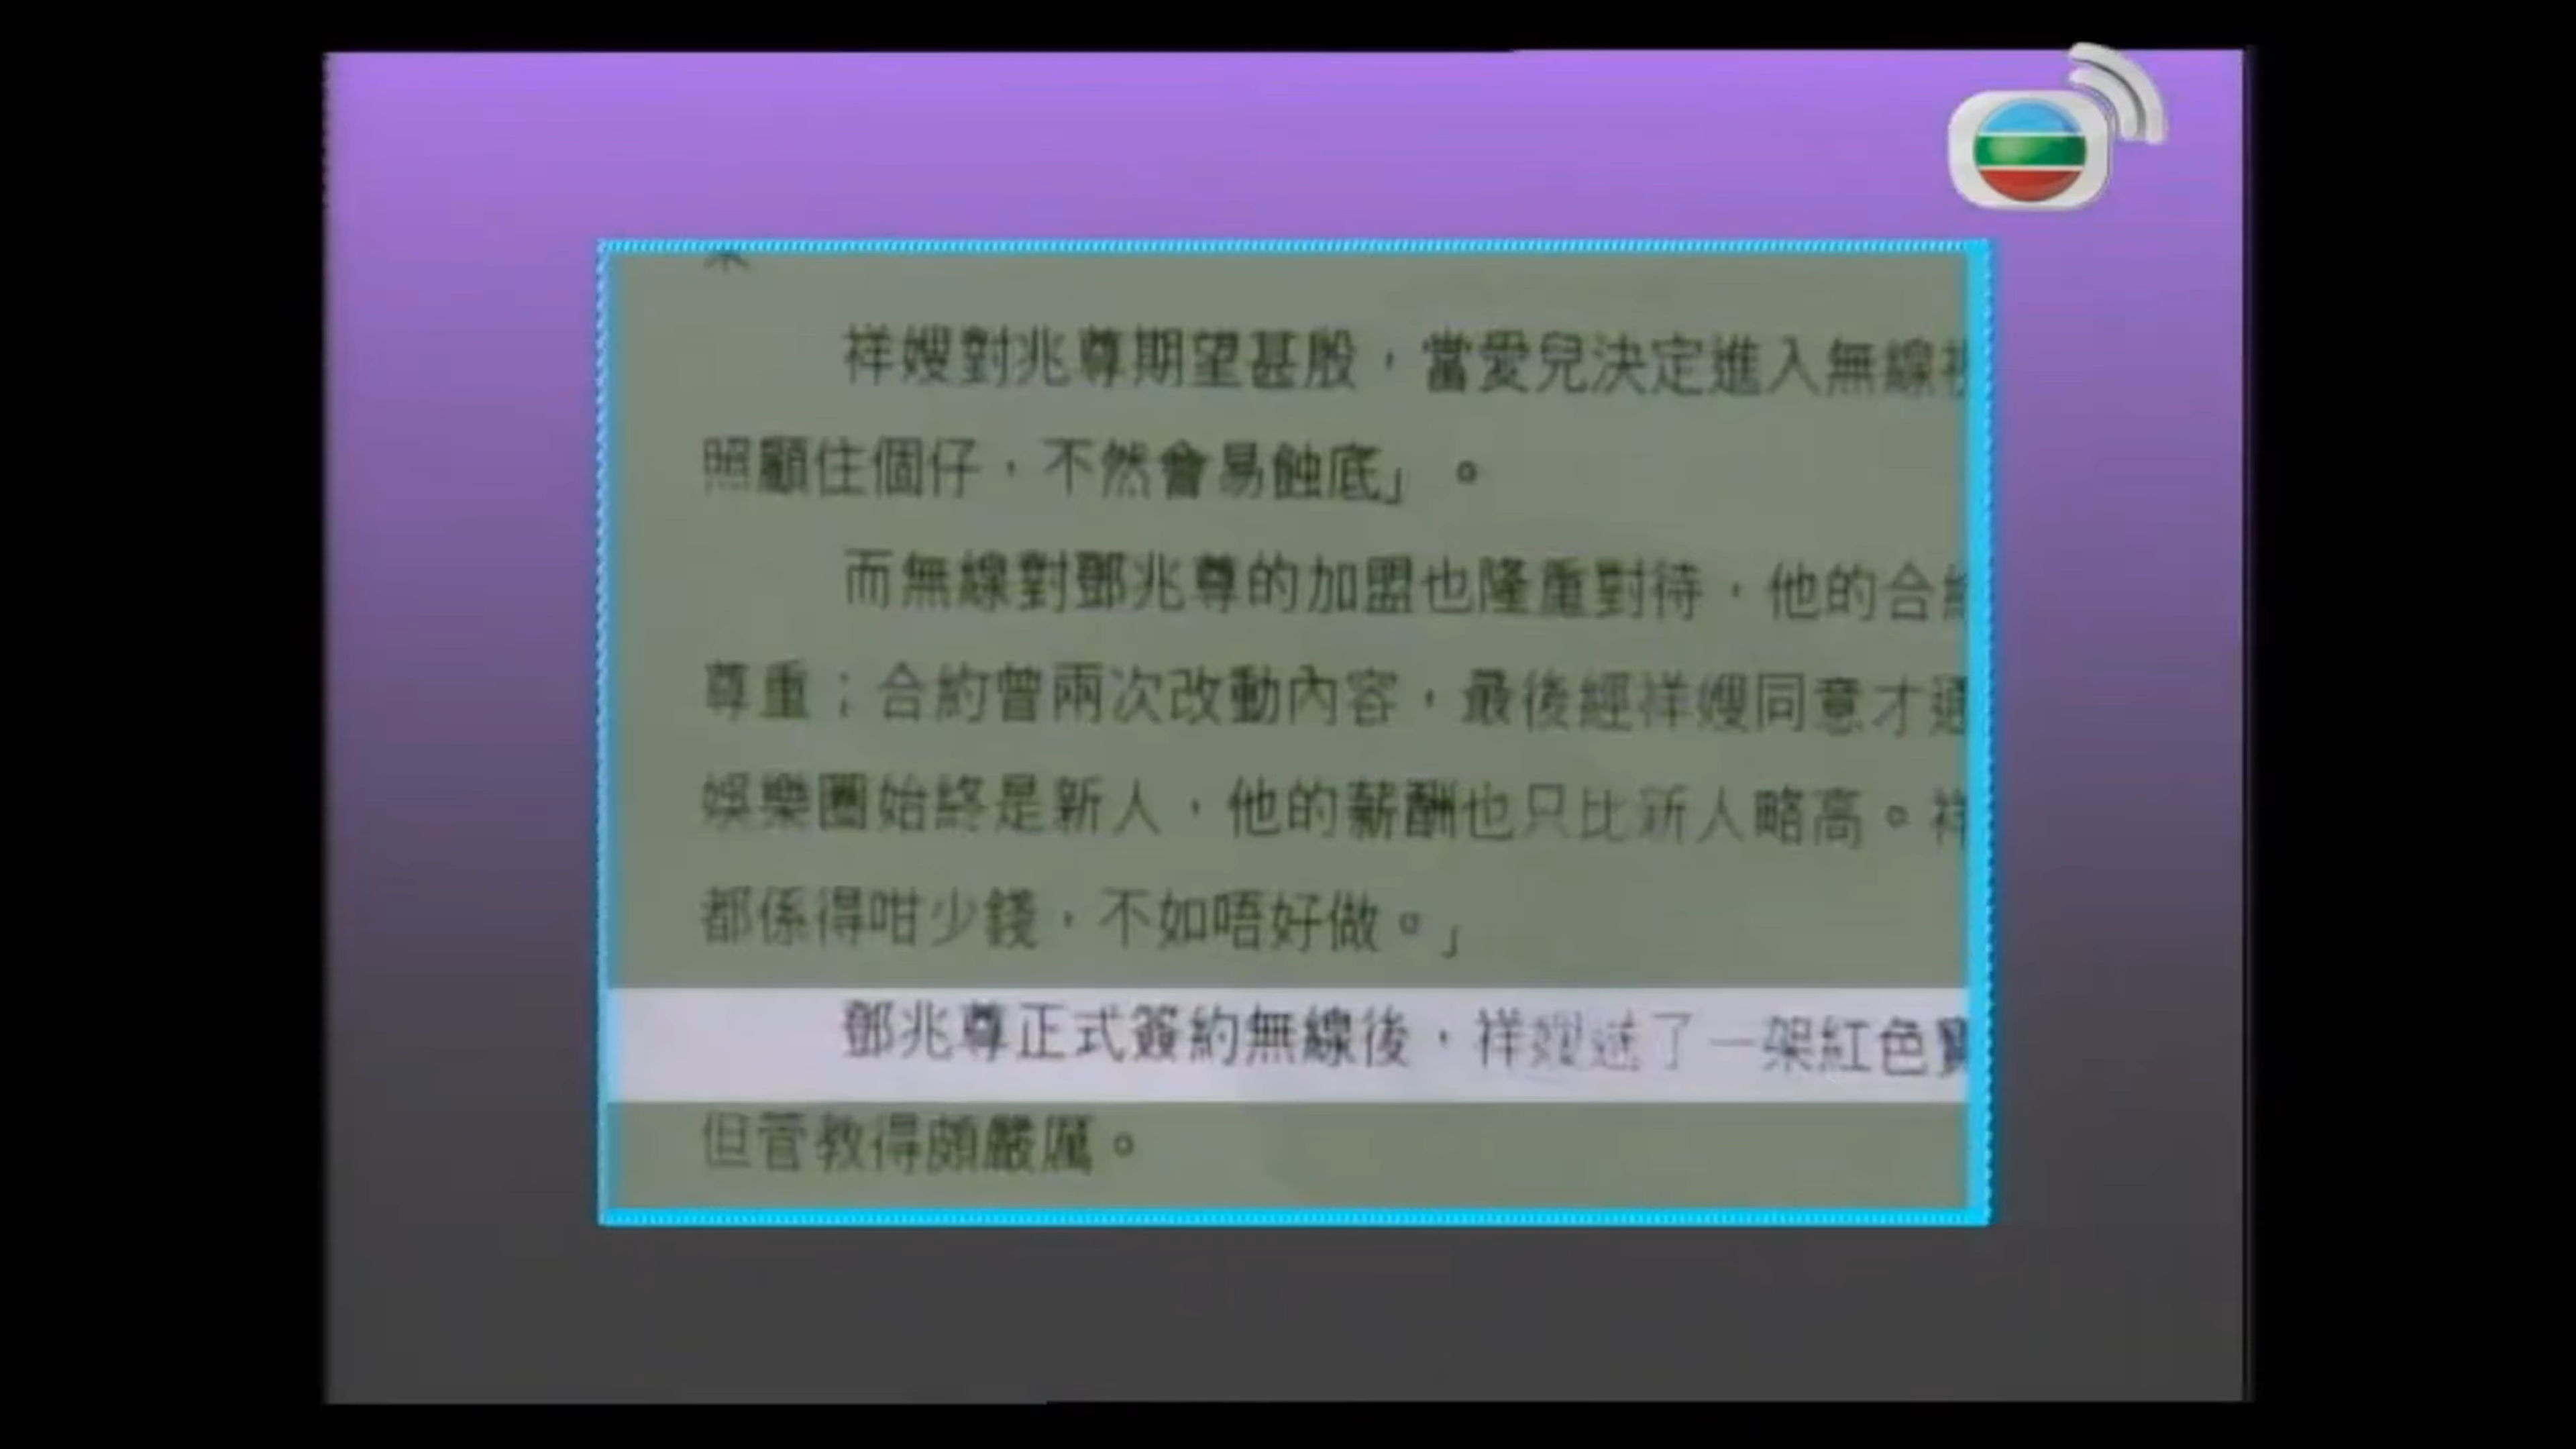 祥嫂對兆尊期望甚殷，當愛兒決定進入無線
照顧住個仔，不然會易蝕底」。
而無線對鄧兆尊的加盟也隆重對待，他的合
尊重；合約曾兩次改動內容，最後經祥嫂同意才
娛樂圈始終是新人，他的薪酬也只比新人略高。
都係得咁少錢，不如唔好做。」
鄧兆尊正式簽約無線後，祥嫂送了一架紅色
但管教得頗嚴厲。